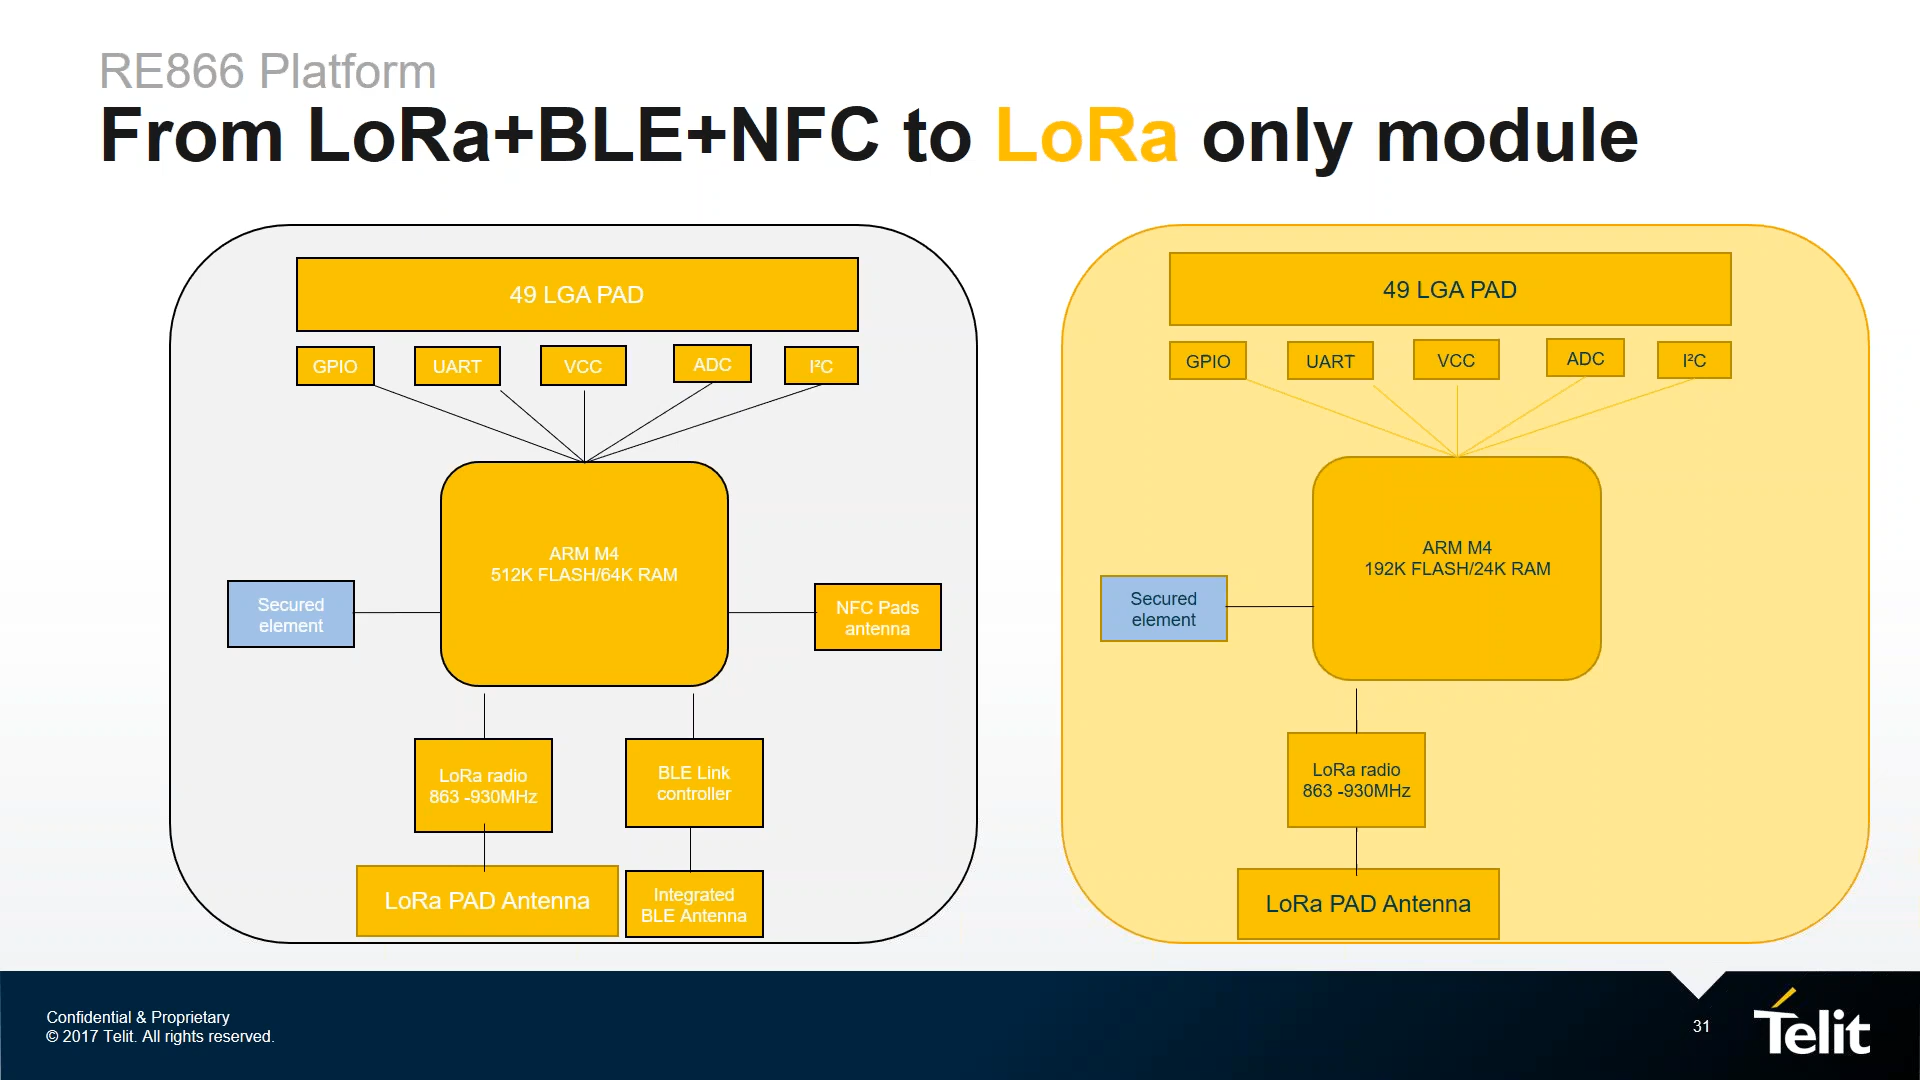 RE866 Platform
From LoRa+BLE+NFC to LoRa only module
49 LGA PAD
GPIO UART VCC ADC I²C
ARM M4
512K FLASH/64K RAM
Secured
element
NFC Pads
antenna
LoRa radio
863 -930MHz
BLE Link
controller
LoRa PAD Antenna
Integrated
BLE Antenna
49 LGA PAD
GPIO UART VCC ADC I²C
ARM M4
192K FLASH/24K RAM
Secured
element
LoRa radio
863 -930MHz
LoRa PAD Antenna
Confidential & Proprietary
© 2017 Telit. All rights reserved.
31
Telit